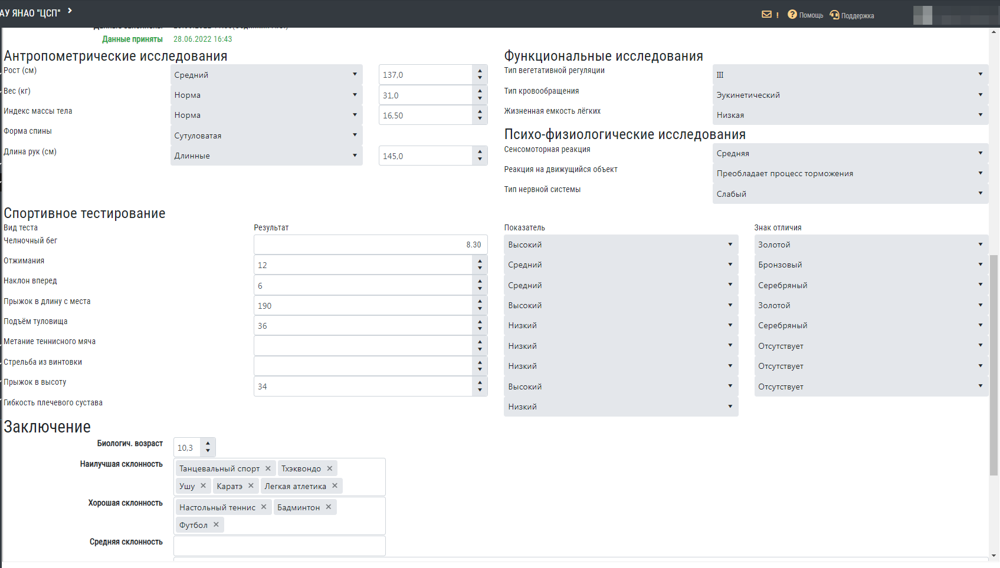 АУ ЯНАО "ЦСП"
! Помощь Поддержка
Данные приняты 28.06.2022 16:43
Антропометрические исследования
Рост (см) Средний 137,0
Вес (кг) Норма 31,0
Индекс массы тела Норма 16,50
Форма спины Сутуловатая
Длина рук (см) Длинные 145,0
Функциональные исследования
Тип вегетативной регуляции III
Тип кровообращения Эукинетический
Жизненная емкость лёгких Низкая
Психо-физиологические исследования
Сенсомоторная реакция Средняя
Реакция на движущийся объект Преобладает процесс торможения
Тип нервной системы Слабый
Спортивное тестирование
Вид теста Результат Показатель Знак отличия
Челночный бег 8.30 Высокий Золотой
Отжимания 12 Средний Бронзовый
Наклон вперед 6 Средний Серебряный
Прыжок в длину с места 190 Высокий Золотой
Подъём туловища 36 Низкий Серебряный
Метание теннисного мяча Низкий Отсутствует
Стрельба из винтовки Низкий Отсутствует
Прыжок в высоту 34 Высокий Отсутствует
Гибкость плечевого сустава Низкий
Заключение
Биологич. возраст 10,3
Наилучшая склонность Танцевальный спорт Тхэквондо
Ушу Каратэ Легкая атлетика
Хорошая склонность Настольный теннис Бадминтон
Футбол
Средняя склонность